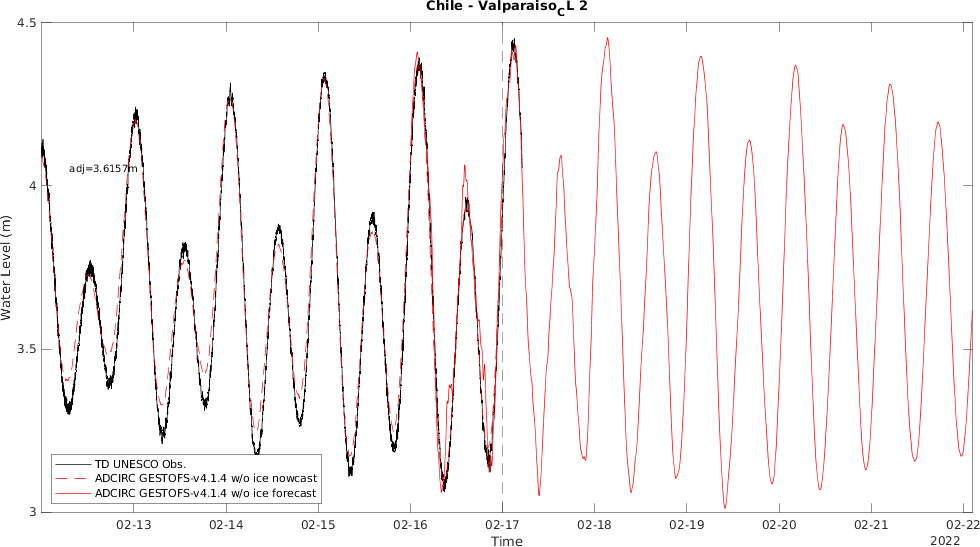 Chile - Valparaiso_CL 2
4.5
4
3.5
3
Water Level (m)
adj=3.6157m
TD UNESCO Obs.
ADCIRC GESTOFS-v4.1.4 w/o ice nowcast
ADCIRC GESTOFS-v4.1.4 w/o ice forecast
02-13 02-14 02-15 02-16 02-17 02-18 02-19 02-20 02-21 02-22
Time
2022